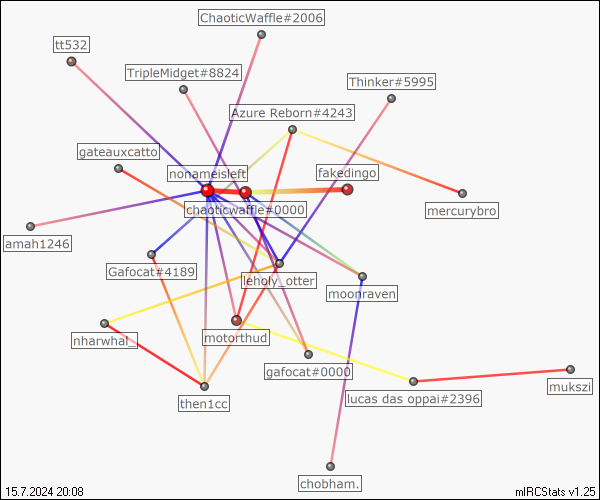 ChaoticWaffle#2006
tt532
TripleMidget#8824
Thinker#5995
Azure Reborn#4243
gateauxcatto
nonameisleft
fakedingo
chaoticwaffle#0000
mercurybro
amah1246
Gafocat#4189
leholy_otter
moonraven
nharwhal_
motorthud
gafocat#0000
mukszi
then1cc
lucas das oppai#2396
chobham.
15.7.2024 20:08
mIRCStats v1.25